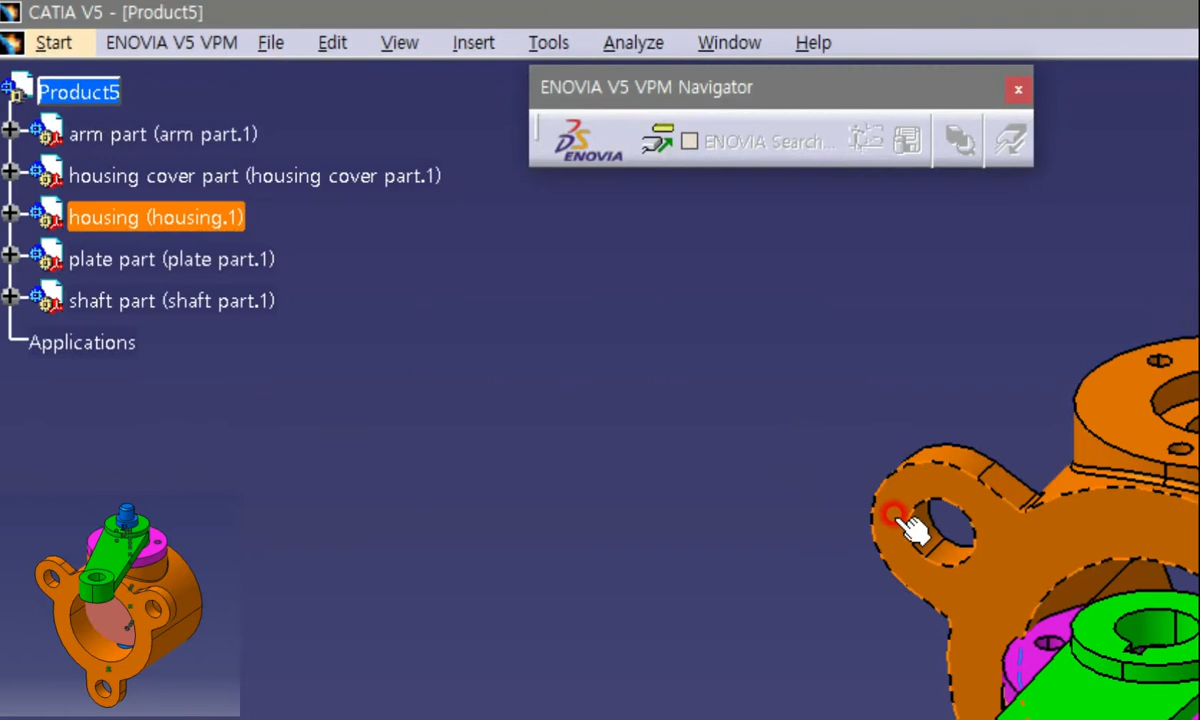 CATIA V5 - [Product5]
Start ENOVIA V5 VPM File Edit View Insert Tools Analyze Window Help
Product5
arm part (arm part.1)
housing cover part (housing cover part.1)
housing (housing.1)
plate part (plate part.1)
shaft part (shaft part.1)
Applications
ENOVIA V5 VPM Navigator
ENOVIA
ENOVIA Search...